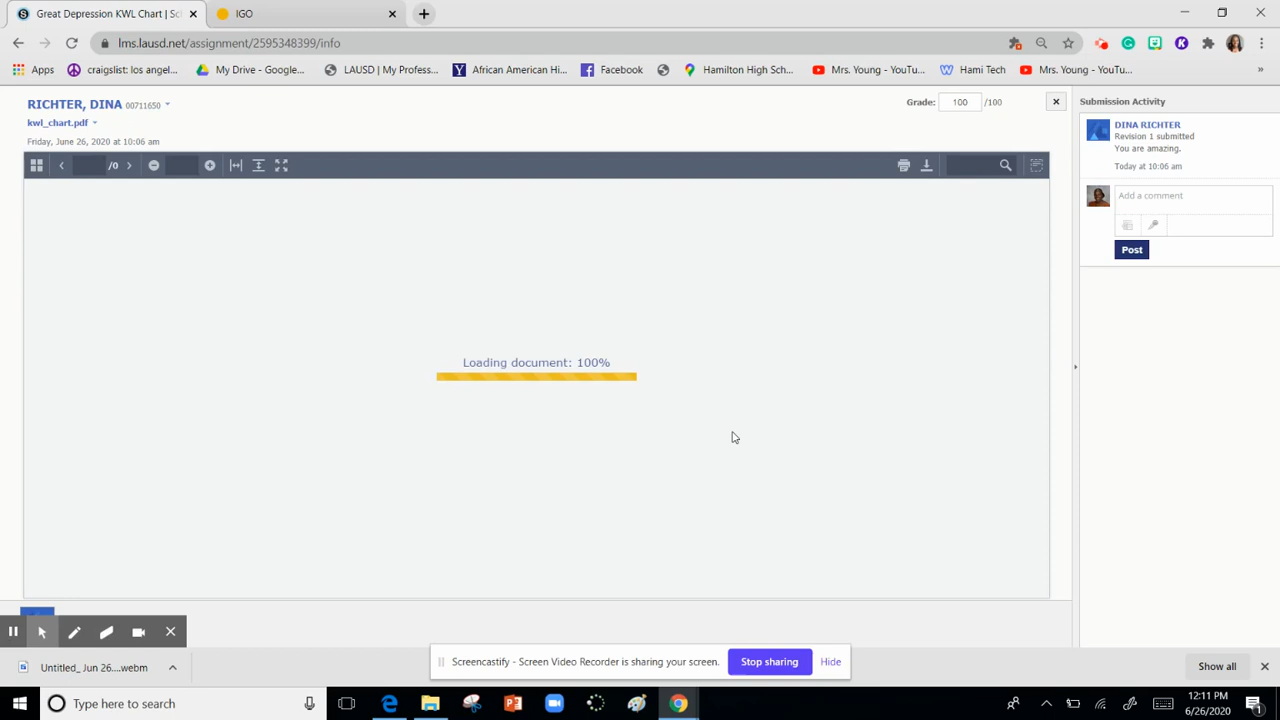 Great Depression KWL Chart | Sch
IGO
lms.lausd.net/assignment/2595348399/info
Apps
craigslist: los angel...
My Drive - Google...
LAUSD | My Profess...
African American Hi...
Facebook
Hamilton High Sch...
Mrs. Young - YouTu...
Hami Tech
Mrs. Young - YouTu...
»
RICHTER, DINA 00711650
Grade: 100 /100
kwl_chart.pdf
Friday, June 26, 2020 at 10:06 am
/0
Loading document: 100%
Submission Activity
DINA RICHTER
Revision 1 submitted
You are amazing.
Today at 10:06 am
Add a comment
Post
Screencastify - Screen Video Recorder is sharing your screen.
Stop sharing
Hide
Untitled_ Jun 26....webm
Show all
Type here to search
12:11 PM
6/26/2020